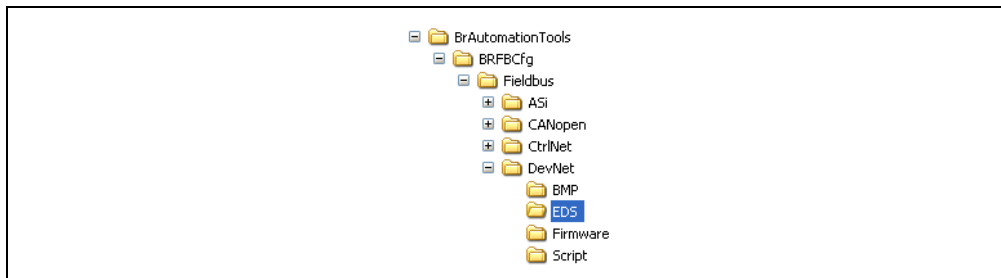 BrAutomationTools
BRFBCfg
Fieldbus
ASi
CANopen
CtrlNet
DevNet
BMP
EDS
Firmware
Script